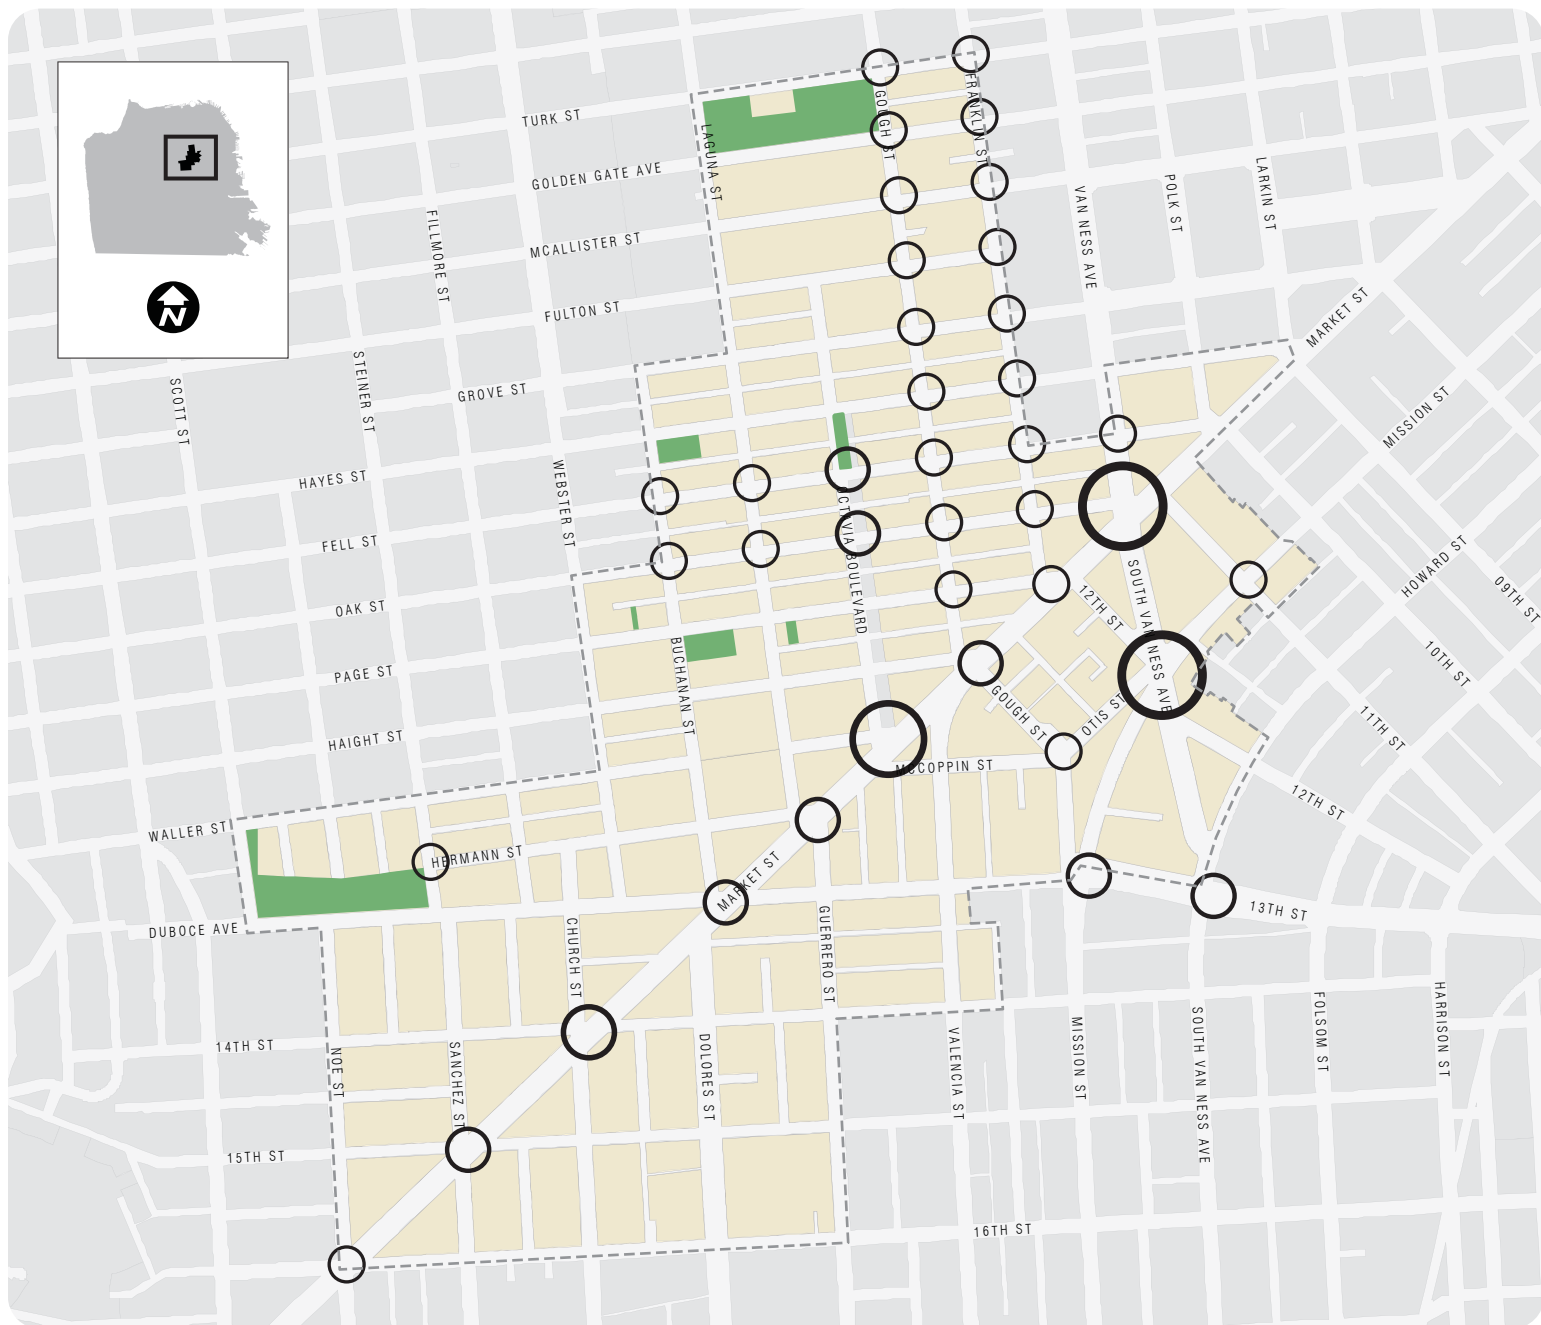 TURK ST
GOUGH ST
FRANKLIN ST
LAGUNA ST
GOLDEN GATE AVE
VAN NESS AVE
POLK ST
LARKIN ST
FILLMORE ST
MCALLISTER ST
FULTON ST
MARKET ST
STEINER ST
SCOTT ST
GROVE ST
MISSION ST
HAYES ST
WEBSTER ST
FELL ST
OCTAVIA BOULEVARD
HOWARD ST
09TH ST
SOUTH VAN NESS AVE
12TH ST
OAK ST
10TH ST
PAGE ST
BUCHANAN ST
GOUGH ST
OTIS ST
11TH ST
HAIGHT ST
MCCOPPIN ST
12TH ST
WALLER ST
HERMANN ST
MARKET ST
13TH ST
DUBOCE AVE
CHURCH ST
GUERRERO ST
14TH ST
NOE ST
SANCHEZ ST
DOLORES ST
VALENCIA ST
MISSION ST
SOUTH VAN NESS AVE
FOLSOM ST
HARRISON ST
15TH ST
16TH ST
N